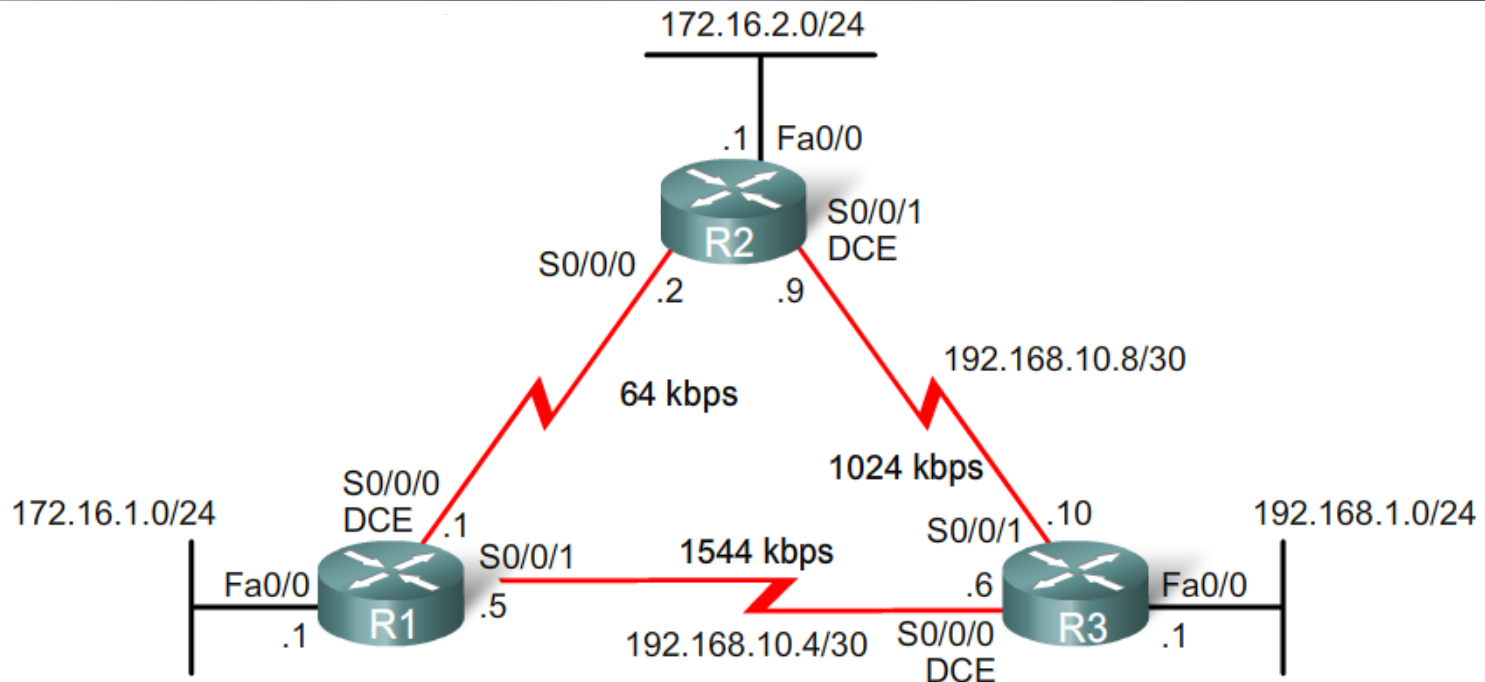 172.16.2.0/24
.1 Fa0/0
R2
S0/0/1
DCE
S0/0/0
.2
.9
192.168.10.8/30
64 kbps
1024 kbps
S0/0/0
DCE
.1
172.16.1.0/24
Fa0/0
.1
R1
S0/0/1
.5
1544 kbps
192.168.10.4/30
S0/0/1
.10
192.168.1.0/24
.6
Fa0/0
R3
.1
S0/0/0
DCE